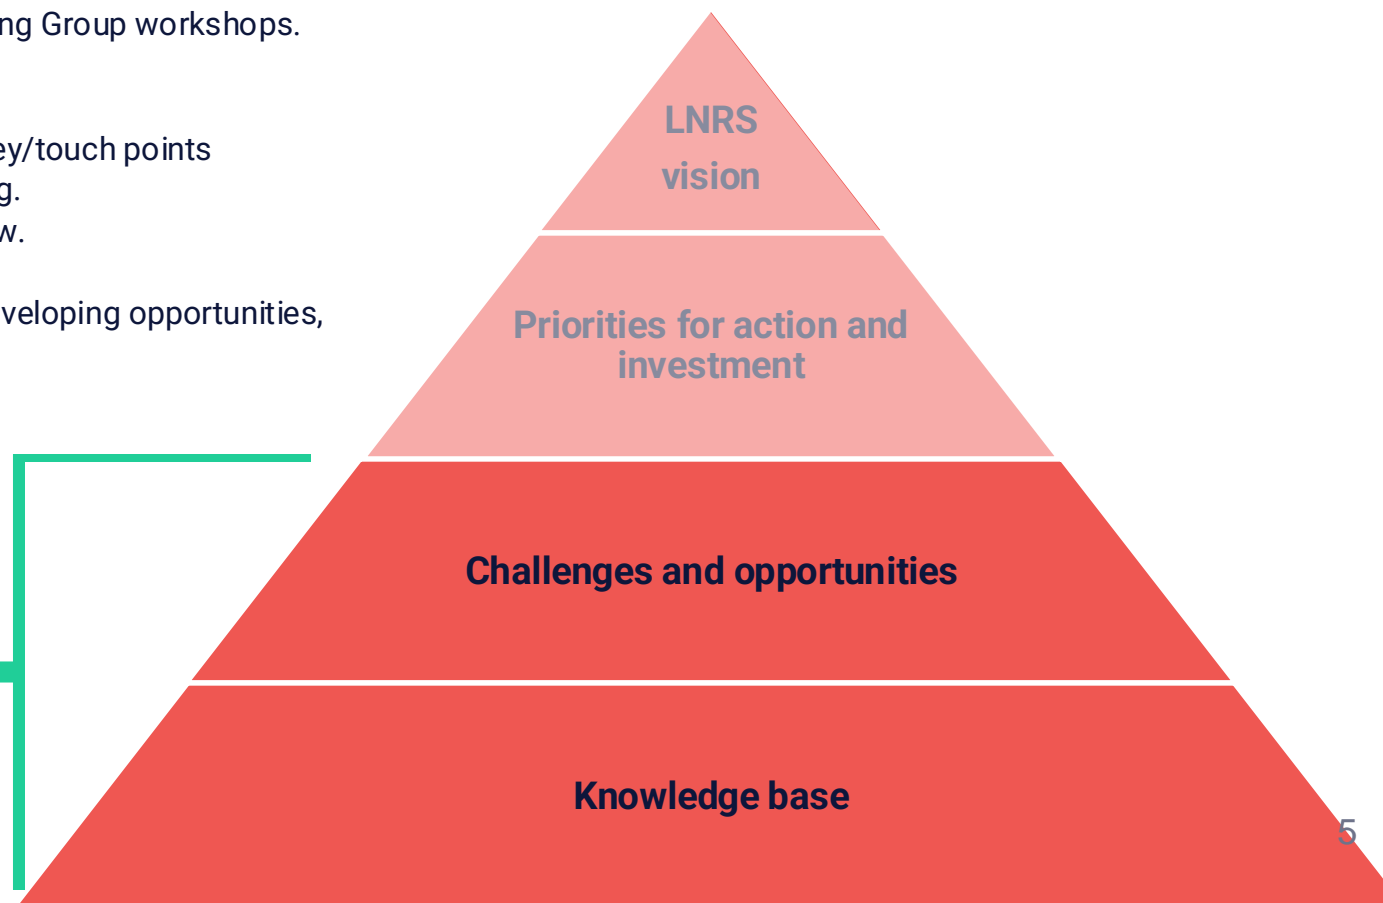 ng Group workshops.
ey/touch points
g.
w.
veloping opportunities,
LNRS
vision
Priorities for action and
investment
Challenges and opportunities
Knowledge base
5